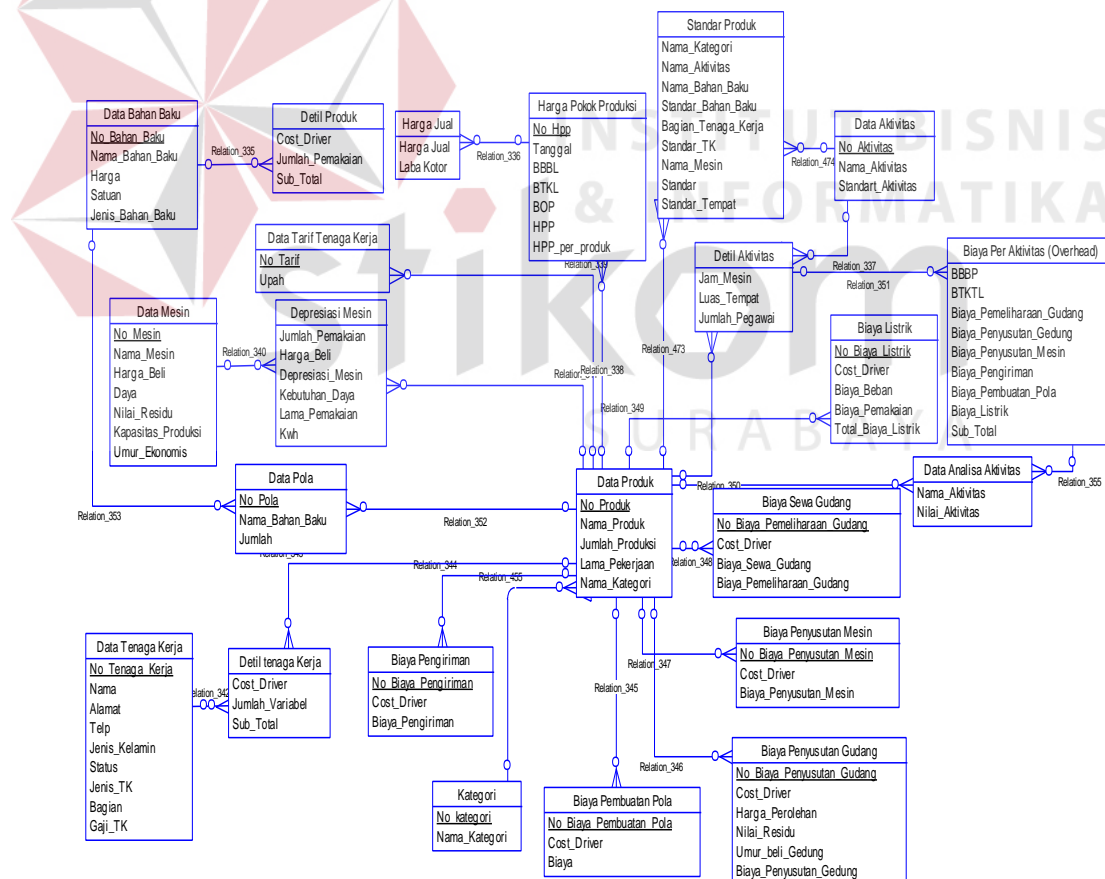 INSTITUT BISNIS
& INFORMATIKA
stikom
SURABAYA
Data Bahan Baku
No_Bahan_Baku
Nama_Bahan_Baku
Harga
Satuan
Jenis_Bahan_Baku
Relation_335
Detil Produk
Cost_Driver
Jumlah_Pemakaian
Sub_Total
Harga Jual
Harga Jual
Laba Kotor
Relation_336
Harga Pokok Produksi
No_Hpp
Tanggal
BBBL
BTKL
BOP
HPP
HPP_per_produk
Standar Produk
Nama_Kategori
Nama_Aktivitas
Nama_Bahan_Baku
Standar_Bahan_Baku
Bagian_Tenaga_Kerja
Standar_TK
Nama_Mesin
Standar
Standar_Tempat
Relation_474
Data Aktivitas
No_Aktivitas
Nama_Aktivitas
Standart_Aktivitas
Data Tarif Tenaga Kerja
No_Tarif
Upah
Relation_339
Detil Aktivitas
Jam_Mesin
Luas_Tempat
Jumlah_Pegawai
Relation_337
Relation_351
Biaya Per Aktivitas (Overhead)
BBBP
BTKTL
Biaya_Pemeliharaan_Gudang
Biaya_Penyusutan_Gedung
Biaya_Penyusutan_Mesin
Biaya_Pengiriman
Biaya_Pembuatan_Pola
Biaya_Listrik
Sub_Total
Data Mesin
No_Mesin
Nama_Mesin
Harga_Beli
Daya
Nilai_Residu
Kapasitas_Produksi
Umur_Ekonomis
Relation_340
Depresiasi Mesin
Jumlah_Pemakaian
Harga_Beli
Depresiasi_Mesin
Kebutuhan_Daya
Lama_Pemakaian
Kwh
Relation_338
Relation_473
Biaya Listrik
No_Biaya_Listrik
Cost_Driver
Biaya_Beban
Biaya_Pemakaian
Total_Biaya_Listrik
Relation_349
Data Pola
No_Pola
Nama_Bahan_Baku
Jumlah
Relation_353
Relation_352
Data Produk
No_Produk
Nama_Produk
Jumlah_Produksi
Lama_Pekerjaan
Nama_Kategori
Relation_350
Data Analisa Aktivitas
Nama_Aktivitas
Nilai_Aktivitas
Relation_355
Biaya Sewa Gudang
No_Biaya_Pemeliharaan_Gudang
Cost_Driver
Biaya_Sewa_Gudang
Biaya_Pemeliharaan_Gudang
Relation_348
Relation_344
Relation_455
Data Tenaga Kerja
No_Tenaga_Kerja
Nama
Alamat
Telp
Jenis_Kelamin
Status
Jenis_TK
Bagian
Gaji_TK
Relation_342
Detil tenaga Kerja
Cost_Driver
Jumlah_Variabel
Sub_Total
Biaya Pengiriman
No_Biaya_Pengiriman
Cost_Driver
Biaya_Pengiriman
Relation_347
Biaya Penyusutan Mesin
No_Biaya_Penyusutan_Mesin
Cost_Driver
Biaya_Penyusutan_Mesin
Relation_345
Relation_346
Kategori
No_kategori
Nama_Kategori
Biaya Pembuatan Pola
No_Biaya_Pembuatan_Pola
Cost_Driver
Biaya
Biaya Penyusutan Gudang
No_Biaya_Penyusutan_Gudang
Cost_Driver
Harga_Perolehan
Nilai_Residu
Umur_beli_Gedung
Biaya_Penyusutan_Gedung